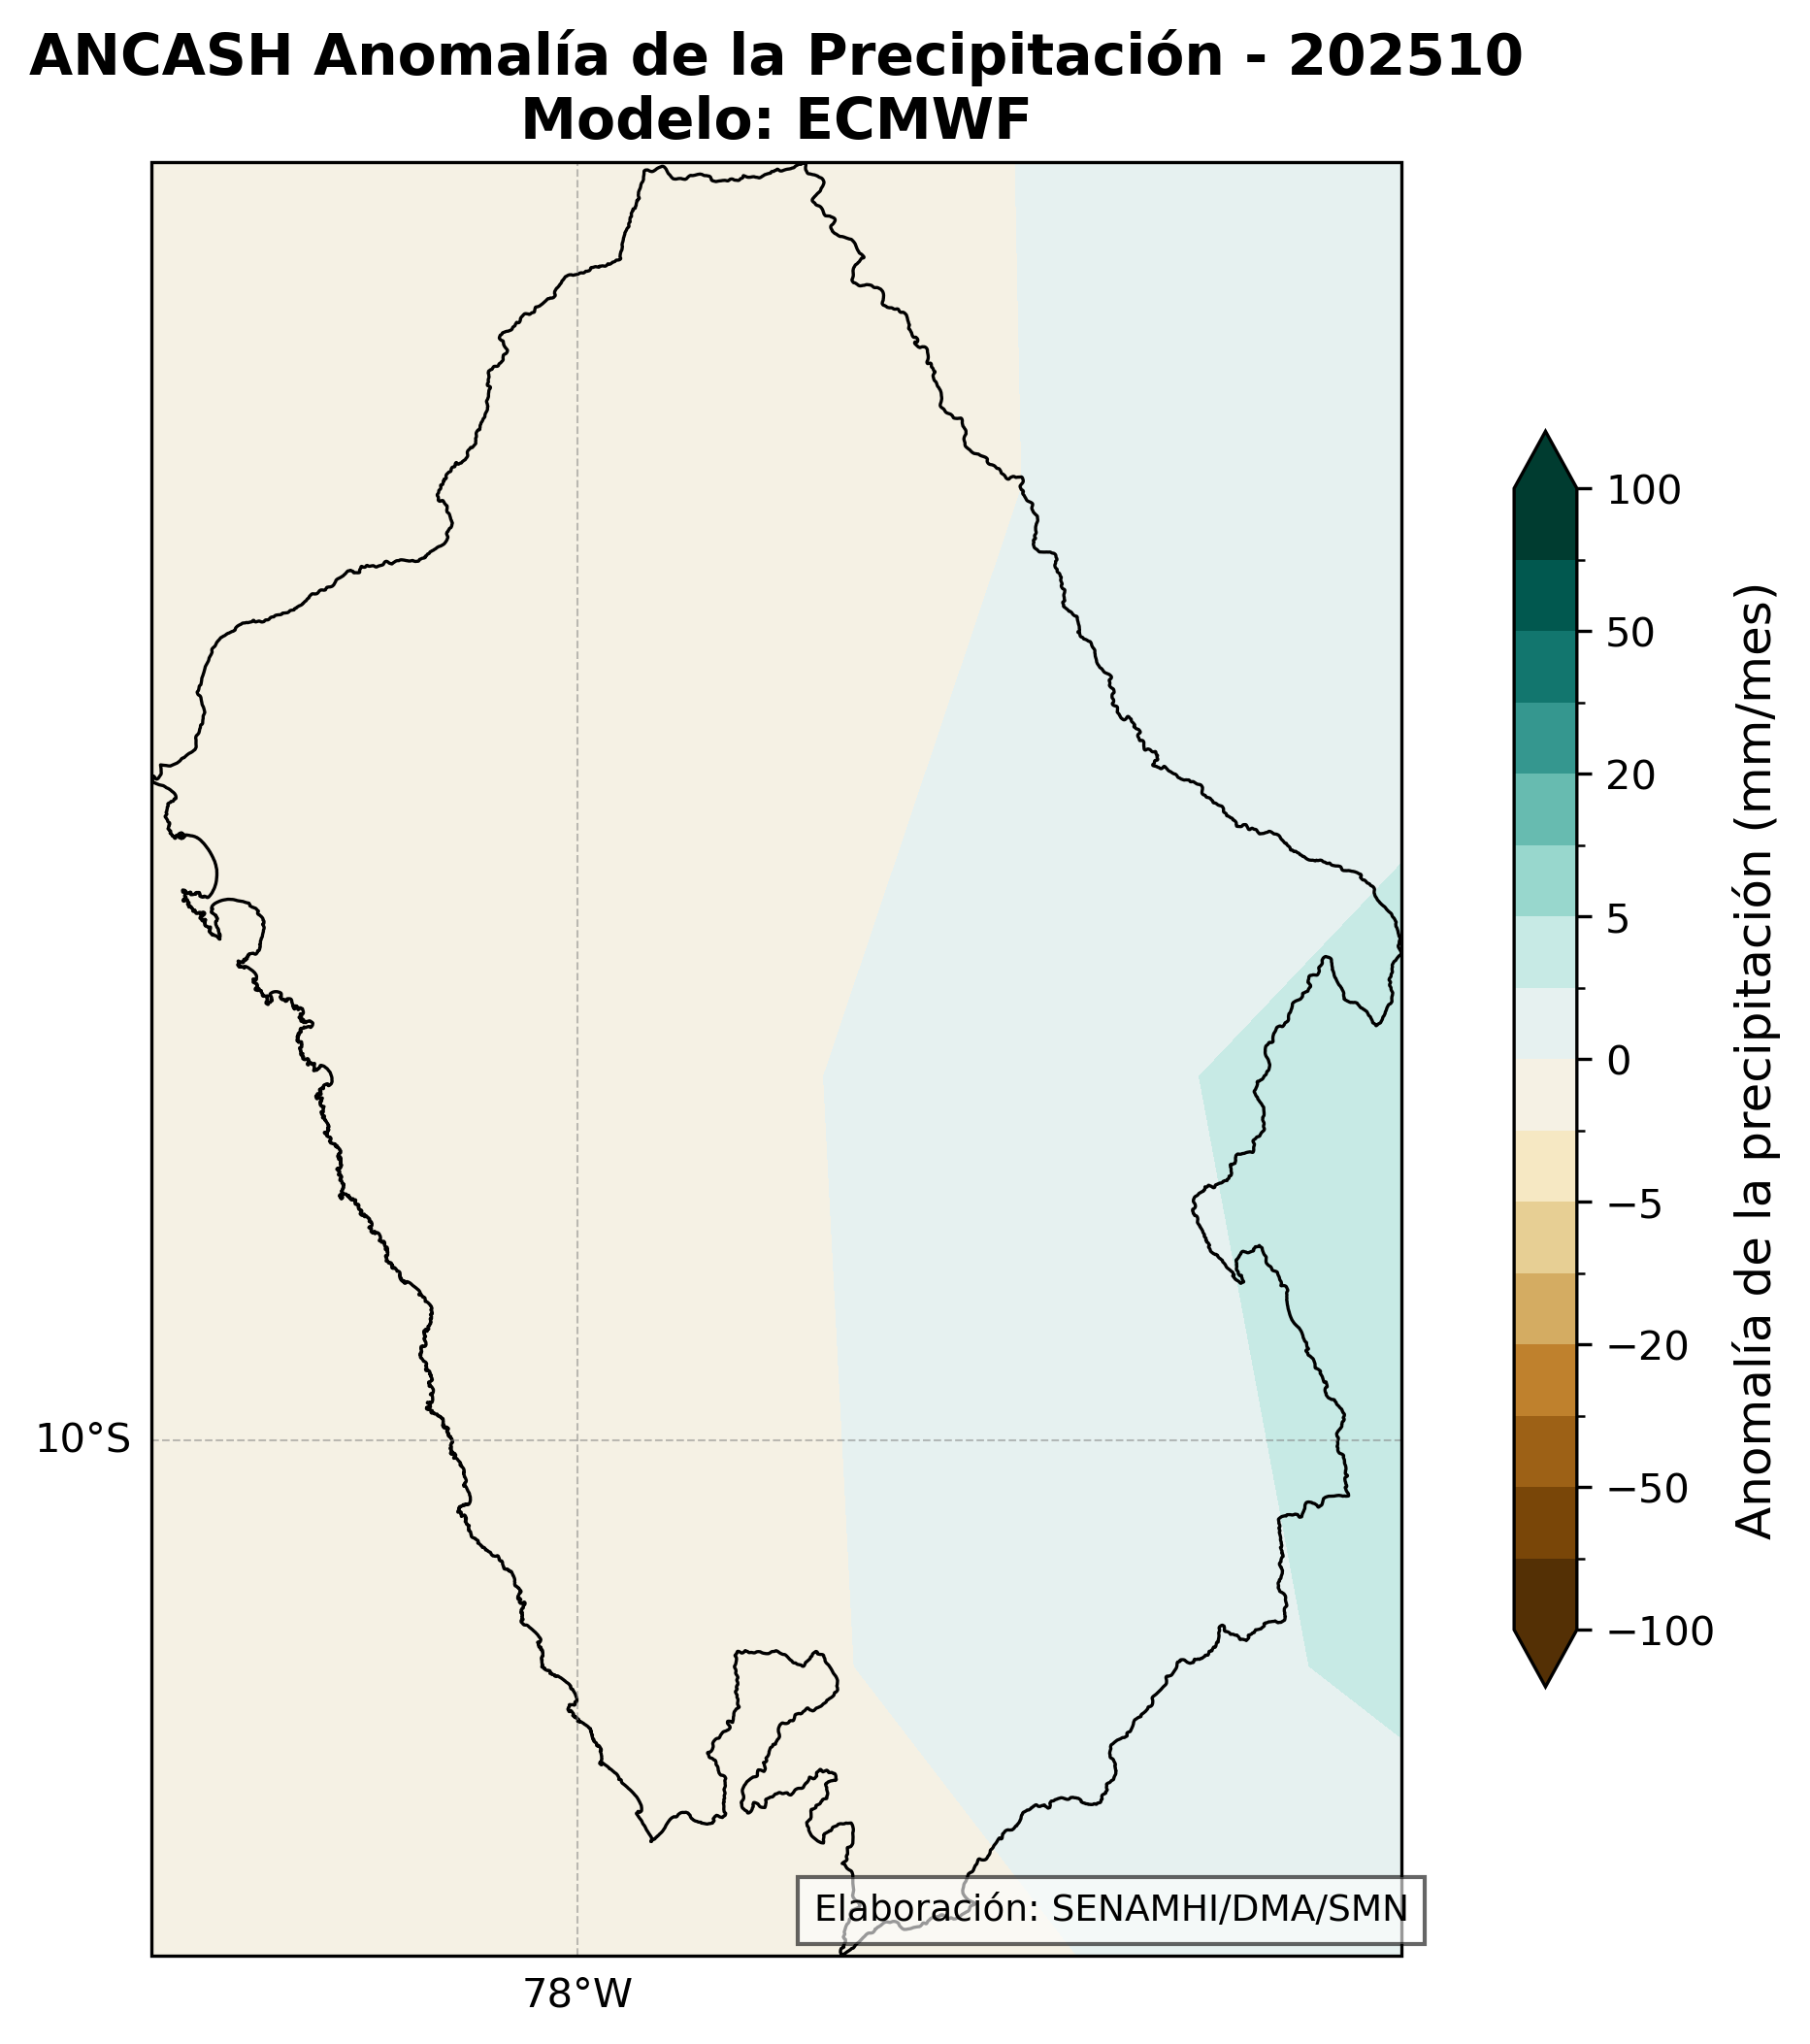 ANCASH Anomalía de la Precipitación - 202510
Modelo: ECMWF
100
50
20
5
0
−5
−20
−50
−100
Anomalía de la precipitación (mm/mes)
10°S
78°W
Elaboración: SENAMHI/DMA/SMN